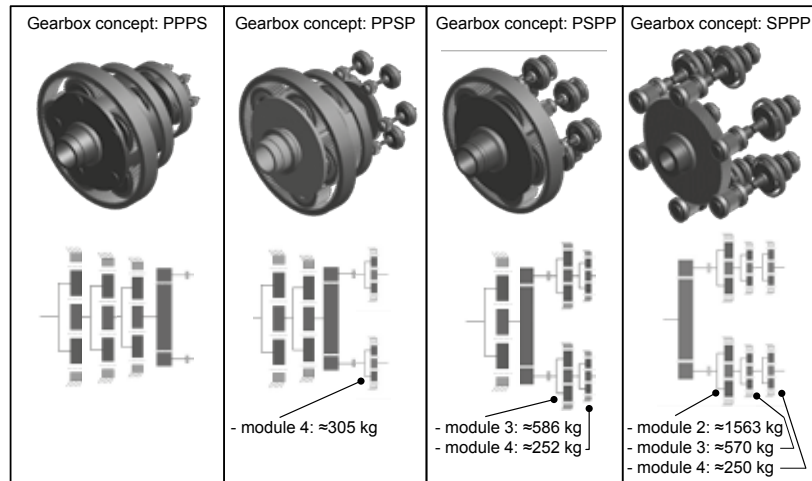 Gearbox concept: PPPS
Gearbox concept: PPSP
Gearbox concept: PSPP
Gearbox concept: SPPP
- module 4: ≈305 kg
- module 3: ≈586 kg
- module 4: ≈252 kg
- module 2: ≈1563 kg
- module 3: ≈570 kg
- module 4: ≈250 kg